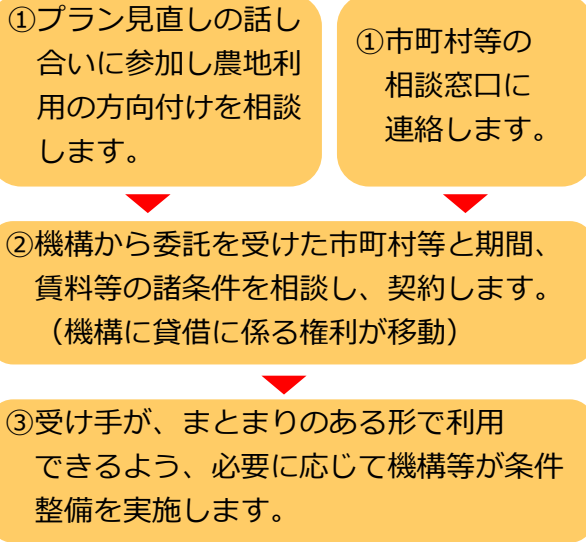 ①プラン見直しの話し
合いに参加し農地利
用の方向付けを相談
します。
①市町村等の
相談窓口に
連絡します。
②機構から委託を受けた市町村等と期間、
賃料等の諸条件を相談し、契約します。
（機構に貸借に係る権利が移動）
③受け手が、まとまりのある形で利用
できるよう、必要に応じて機構等が条件
整備を実施します。